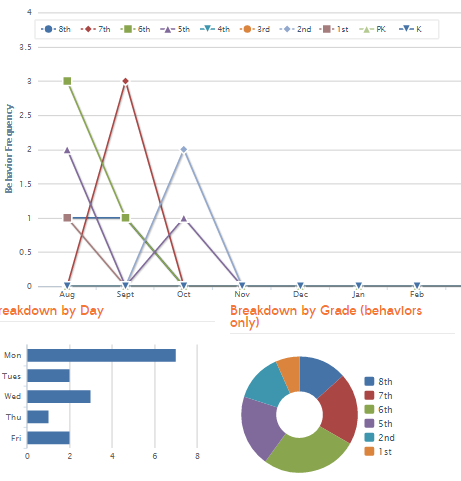 4
8th 7th 6th 5th 4th 3rd 2nd 1st PK K
3.5
3
2.5
2
1.5
1
0.5
0
Behavior Frequency
Aug Sept Oct Nov Dec Jan Feb
reakdown by Day
Mon
Tues
Wed
Thu
Fri
0 2 4 6 8
Breakdown by Grade (behaviors
only)
8th
7th
6th
5th
2nd
1st